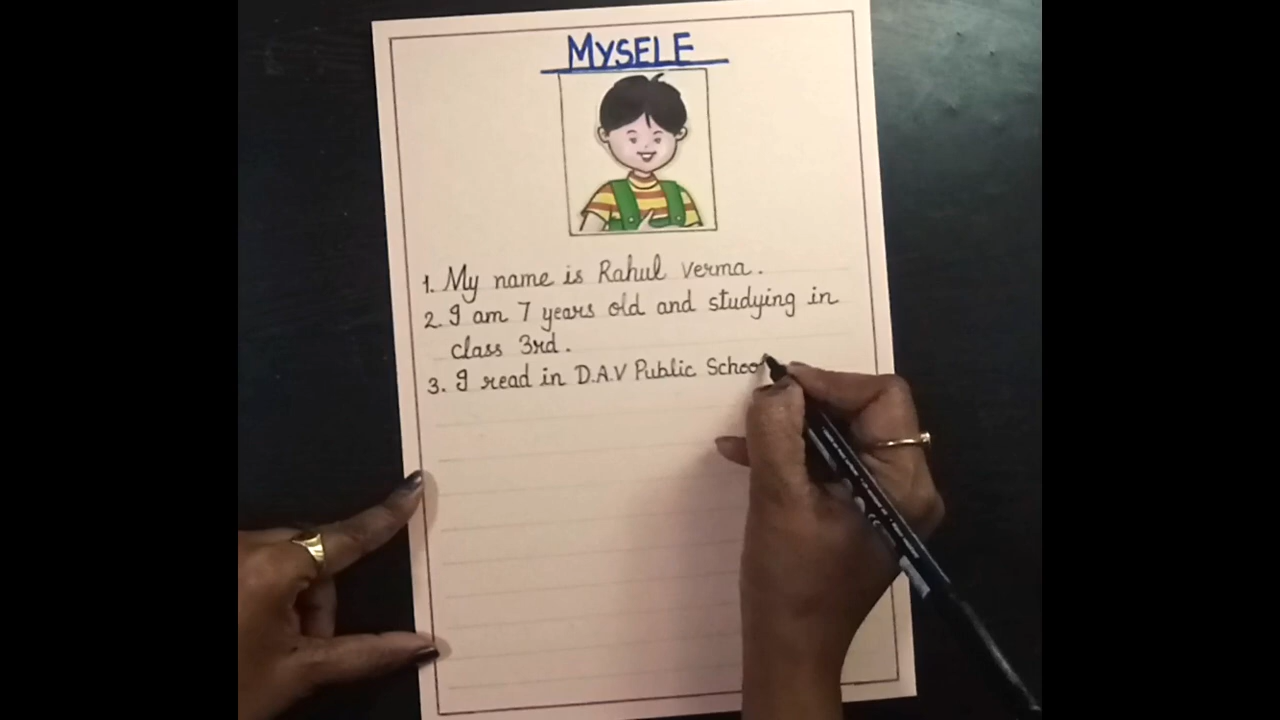 MYSELF
1. My name is Rahul Verma.
2. I am 7 years old and studying in
class 3rd.
3. I read in D.A.V Public School